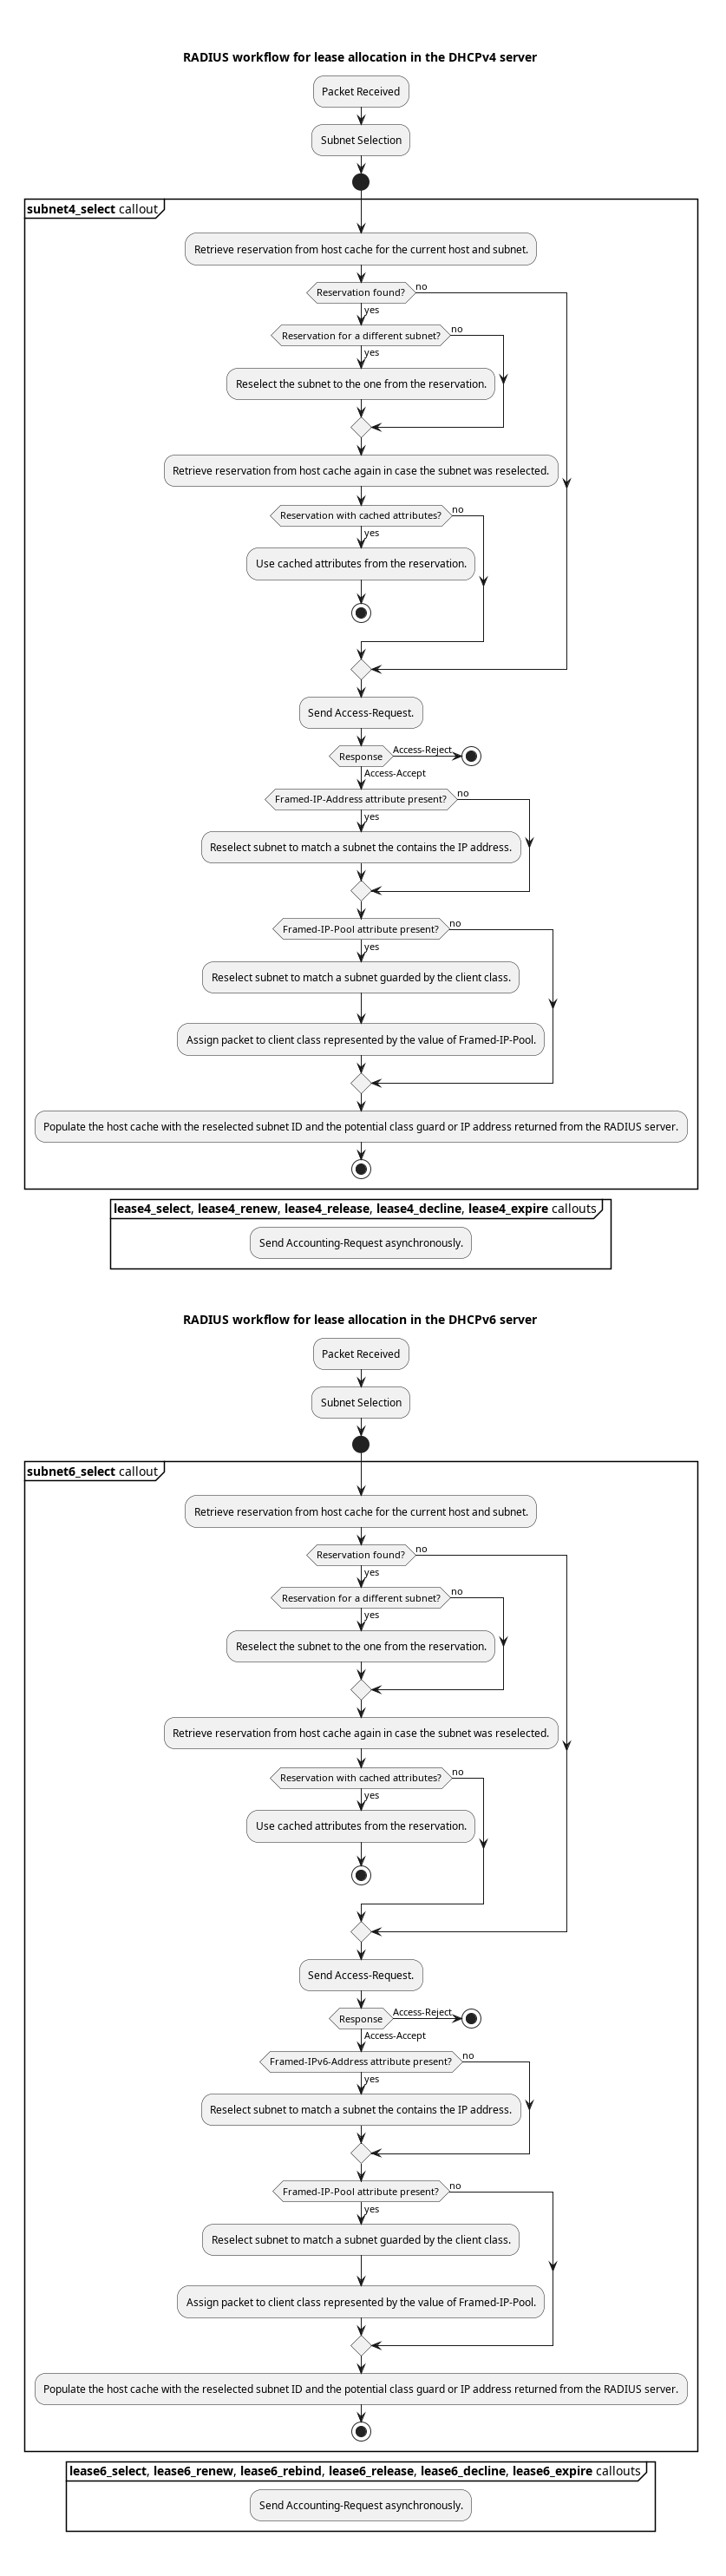 RADIUS workflow for lease allocation in the DHCPv4 server
Packet Received
Subnet Selection
subnet4_select callout
Retrieve reservation from host cache for the current host and subnet.
Reservation found?
no
yes
Reservation for a different subnet?
no
yes
Reselect the subnet to the one from the reservation.
Retrieve reservation from host cache again in case the subnet was reselected.
Reservation with cached attributes?
no
yes
Use cached attributes from the reservation.
Send Access-Request.
Response
Access-Reject
Access-Accept
Framed-IP-Address attribute present?
no
yes
Reselect subnet to match a subnet the contains the IP address.
Framed-IP-Pool attribute present?
no
yes
Reselect subnet to match a subnet guarded by the client class.
Assign packet to client class represented by the value of Framed-IP-Pool.
Populate the host cache with the reselected subnet ID and the potential class guard or IP address returned from the RADIUS server.
lease4_select, lease4_renew, lease4_release, lease4_decline, lease4_expire callouts
Send Accounting-Request asynchronously.
RADIUS workflow for lease allocation in the DHCPv6 server
Packet Received
Subnet Selection
subnet6_select callout
Retrieve reservation from host cache for the current host and subnet.
Reservation found?
no
yes
Reservation for a different subnet?
no
yes
Reselect the subnet to the one from the reservation.
Retrieve reservation from host cache again in case the subnet was reselected.
Reservation with cached attributes?
no
yes
Use cached attributes from the reservation.
Send Access-Request.
Response
Access-Reject
Access-Accept
Framed-IPv6-Address attribute present?
no
yes
Reselect subnet to match a subnet the contains the IP address.
Framed-IP-Pool attribute present?
no
yes
Reselect subnet to match a subnet guarded by the client class.
Assign packet to client class represented by the value of Framed-IP-Pool.
Populate the host cache with the reselected subnet ID and the potential class guard or IP address returned from the RADIUS server.
lease6_select, lease6_renew, lease6_rebind, lease6_release, lease6_decline, lease6_expire callouts
Send Accounting-Request asynchronously.